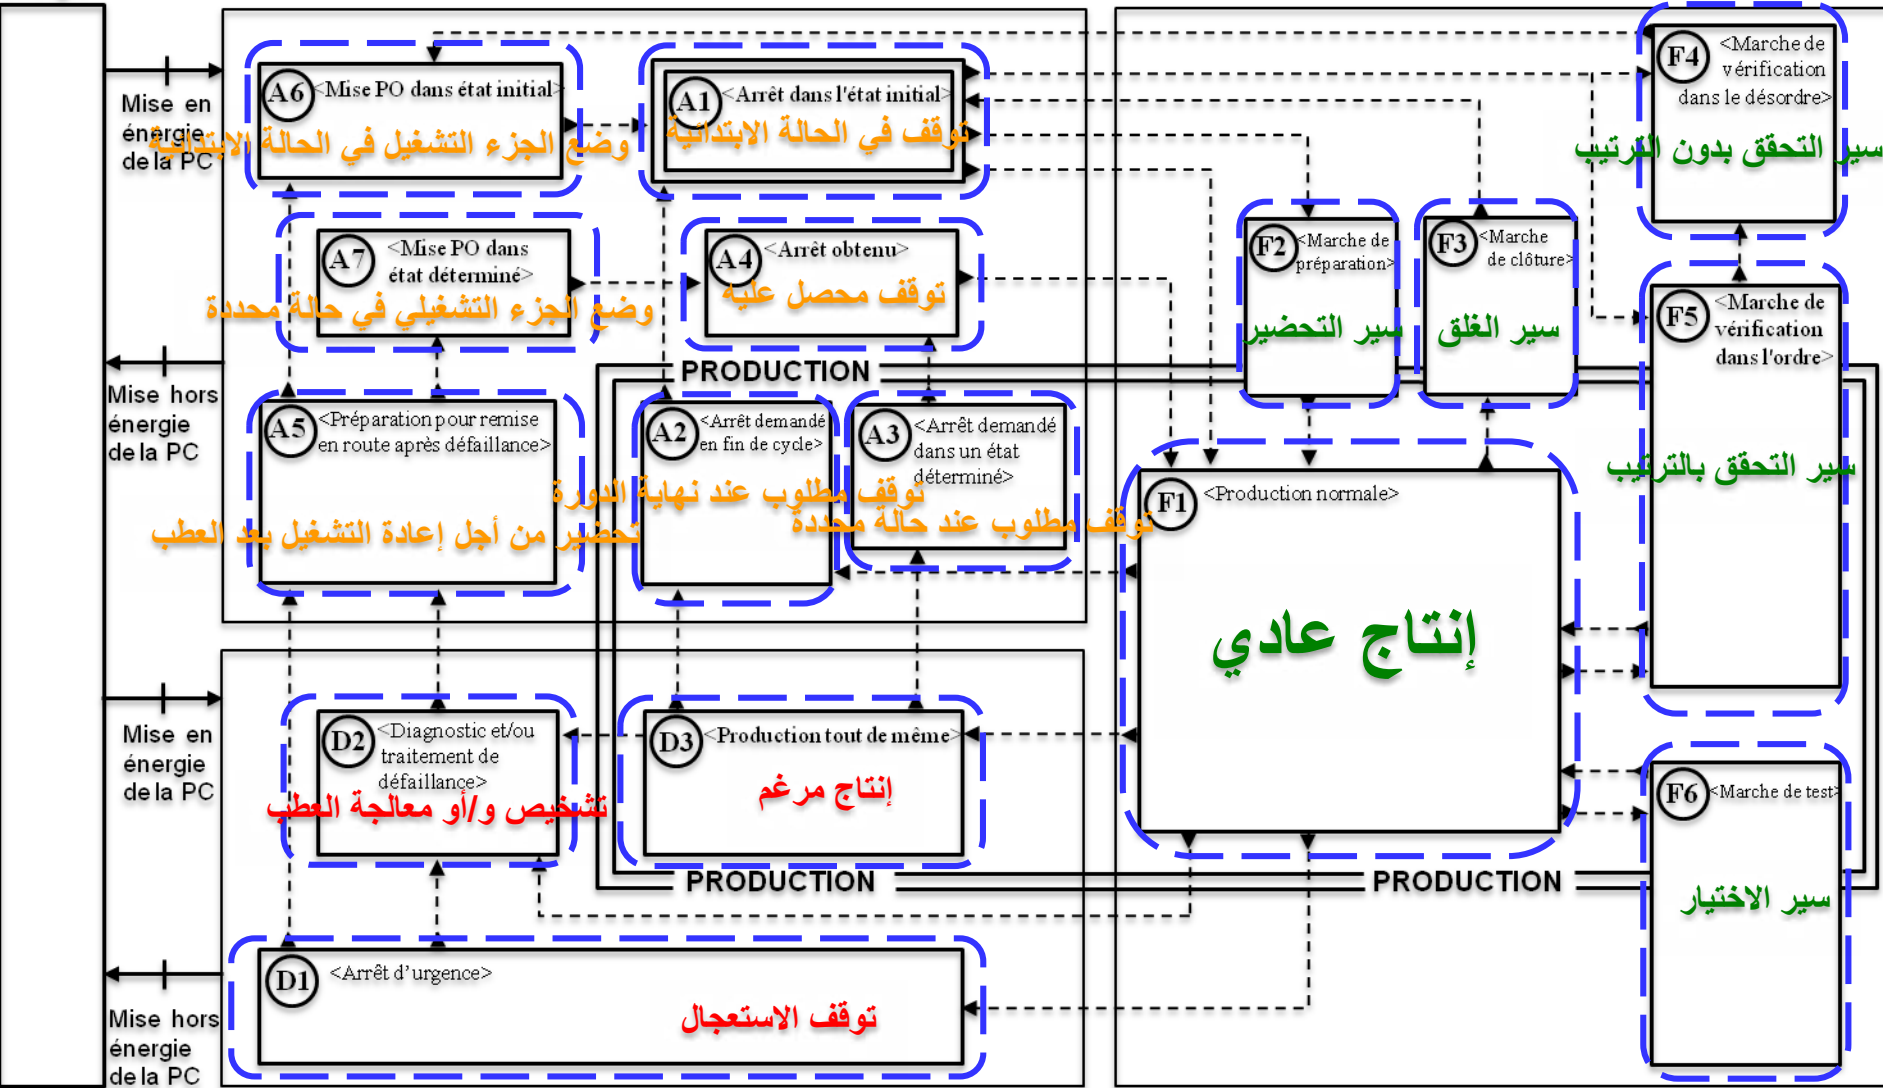 Mise en
énergie
de la PC
Mise hors
énergie
de la PC
Mise en
énergie
de la PC
Mise hors
énergie
de la PC
A6
<Mise PO dans état initial>
وضع الجزء التشغيل في الحالة الابتدائية
A1
<Arrêt dans l'état initial>
توقف في الحالة الابتدائية
A7
<Mise PO dans
état déterminé>
وضع الجزء التشغيلي في حالة محددة
A4
<Arrêt obtenu>
توقف محصل عليه
PRODUCTION
A5
<Préparation pour remise
en route après défaillance>
تحضير من أجل إعادة التشغيل بعد العطب
A2
<Arrêt demandé
en fin de cycle>
توقف مطلوب عند نهاية الدورة
A3
<Arrêt demandé
dans un état
déterminé>
توقف مطلوب عند حالة محددة
F4
<Marche de
vérification
dans le désordre>
سير التحقق بدون الترتيب
F2
<Marche de
préparation>
سير التحضير
F3
<Marche
de clôture>
سير الغلق
F5
<Marche de
vérification
dans l'ordre>
سير التحقق بالترتيب
F1
<Production normale>
إنتاج عادي
D2
<Diagnostic et/ou
traitement de
défaillance>
تشخيص و/أو معالجة العطب
D3
<Production tout de même>
إنتاج مرغم
F6
<Marche de test>
سير الاختيار
PRODUCTION
PRODUCTION
D1
<Arrêt d’urgence>
توقف الاستعجال